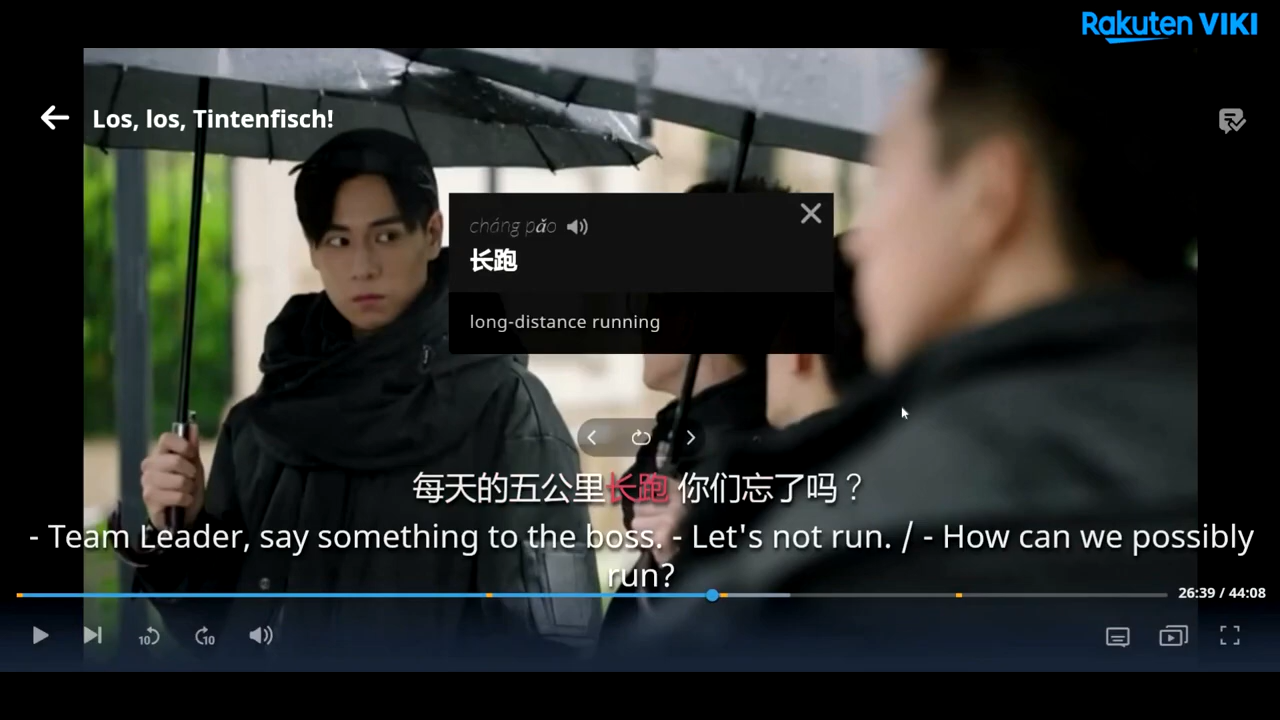 Rakuten VIKI
Los, los, Tintenfisch!
cháng pǎo
长跑
long-distance running
每天的五公里长跑 你们忘了吗？
- Team Leader, say something to the boss. - Let's not run. / - How can we possibly
run?
26:39 / 44:08
10
10